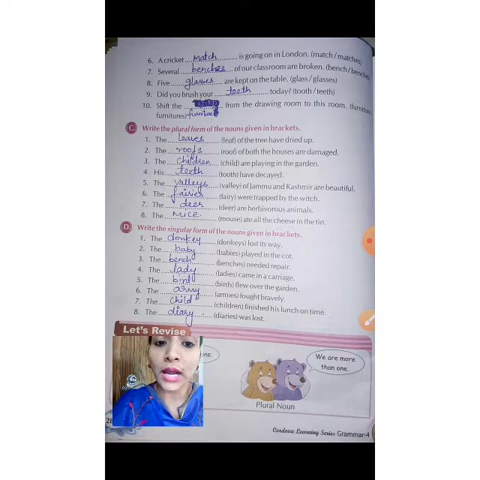 6. A cricket match is going on in London. (match / matches)
7. Several benches of our classroom are broken. (bench / benches
8. Five glasses are kept on the table. (glass / glasses)
9. Did you brush your teeth today? (tooth / teeth)
10. Shift the from the drawing room to this room. (furniture
furnitures) furniture
C. Write the plural form of the nouns given in brackets.
1. The leaves (leaf) of the tree have dried up.
2. The roofs (roof) of both the houses are damaged.
3. The children (child) are playing in the garden.
4. His teeth (tooth) have decayed.
5. The valleys (valley) of Jammu and Kashmir are beautiful.
6. The fairies (fairy) were trapped by the witch.
7. The deer (deer) are herbivorous animals.
8. The mice (mouse) ate all the cheese in the tin.
D. Write the singular form of the nouns given in brackets.
1. The donkey (donkeys) lost its way.
2. The baby (babies) played in the cot.
3. The bench (benches) needed repair.
4. The lady (ladies) came in a carriage.
5. The bird (birds) flew over the garden.
6. The army (armies) fought bravely.
7. The child (children) finished his lunch on time.
8. The diary (diaries) was lost.
Let's Revise
We are more
than one.
Plural Noun
28
Cordova Learning Series Grammar-4